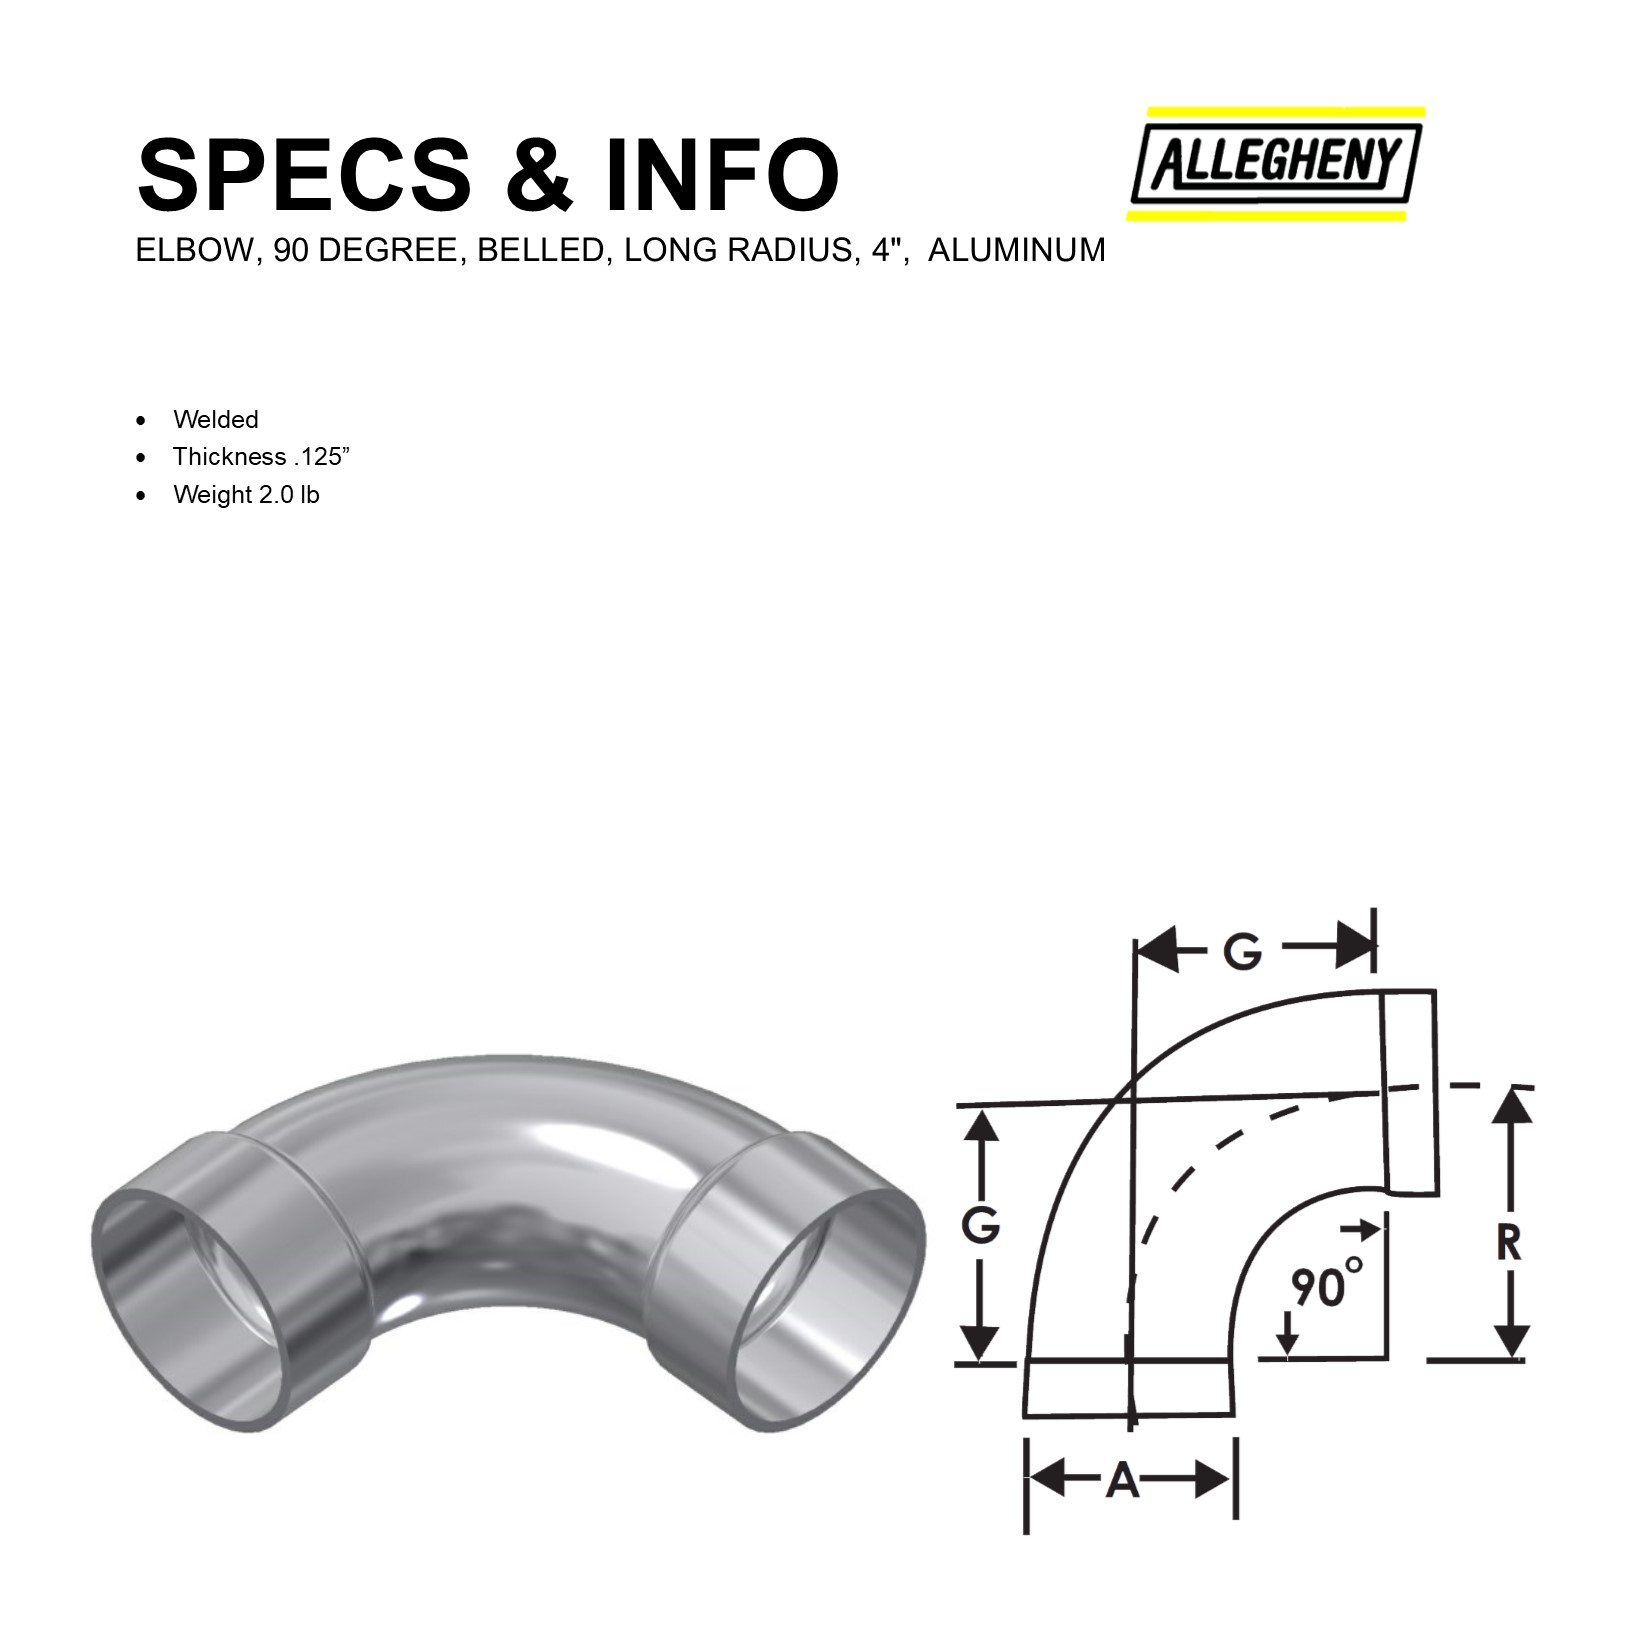 SPECS & INFO
ALLEGHENY
ELBOW, 90 DEGREE, BELLED, LONG RADIUS, 4",  ALUMINUM
• Welded
• Thickness .125”
• Weight 2.0 lb
G
G
R
90°
A